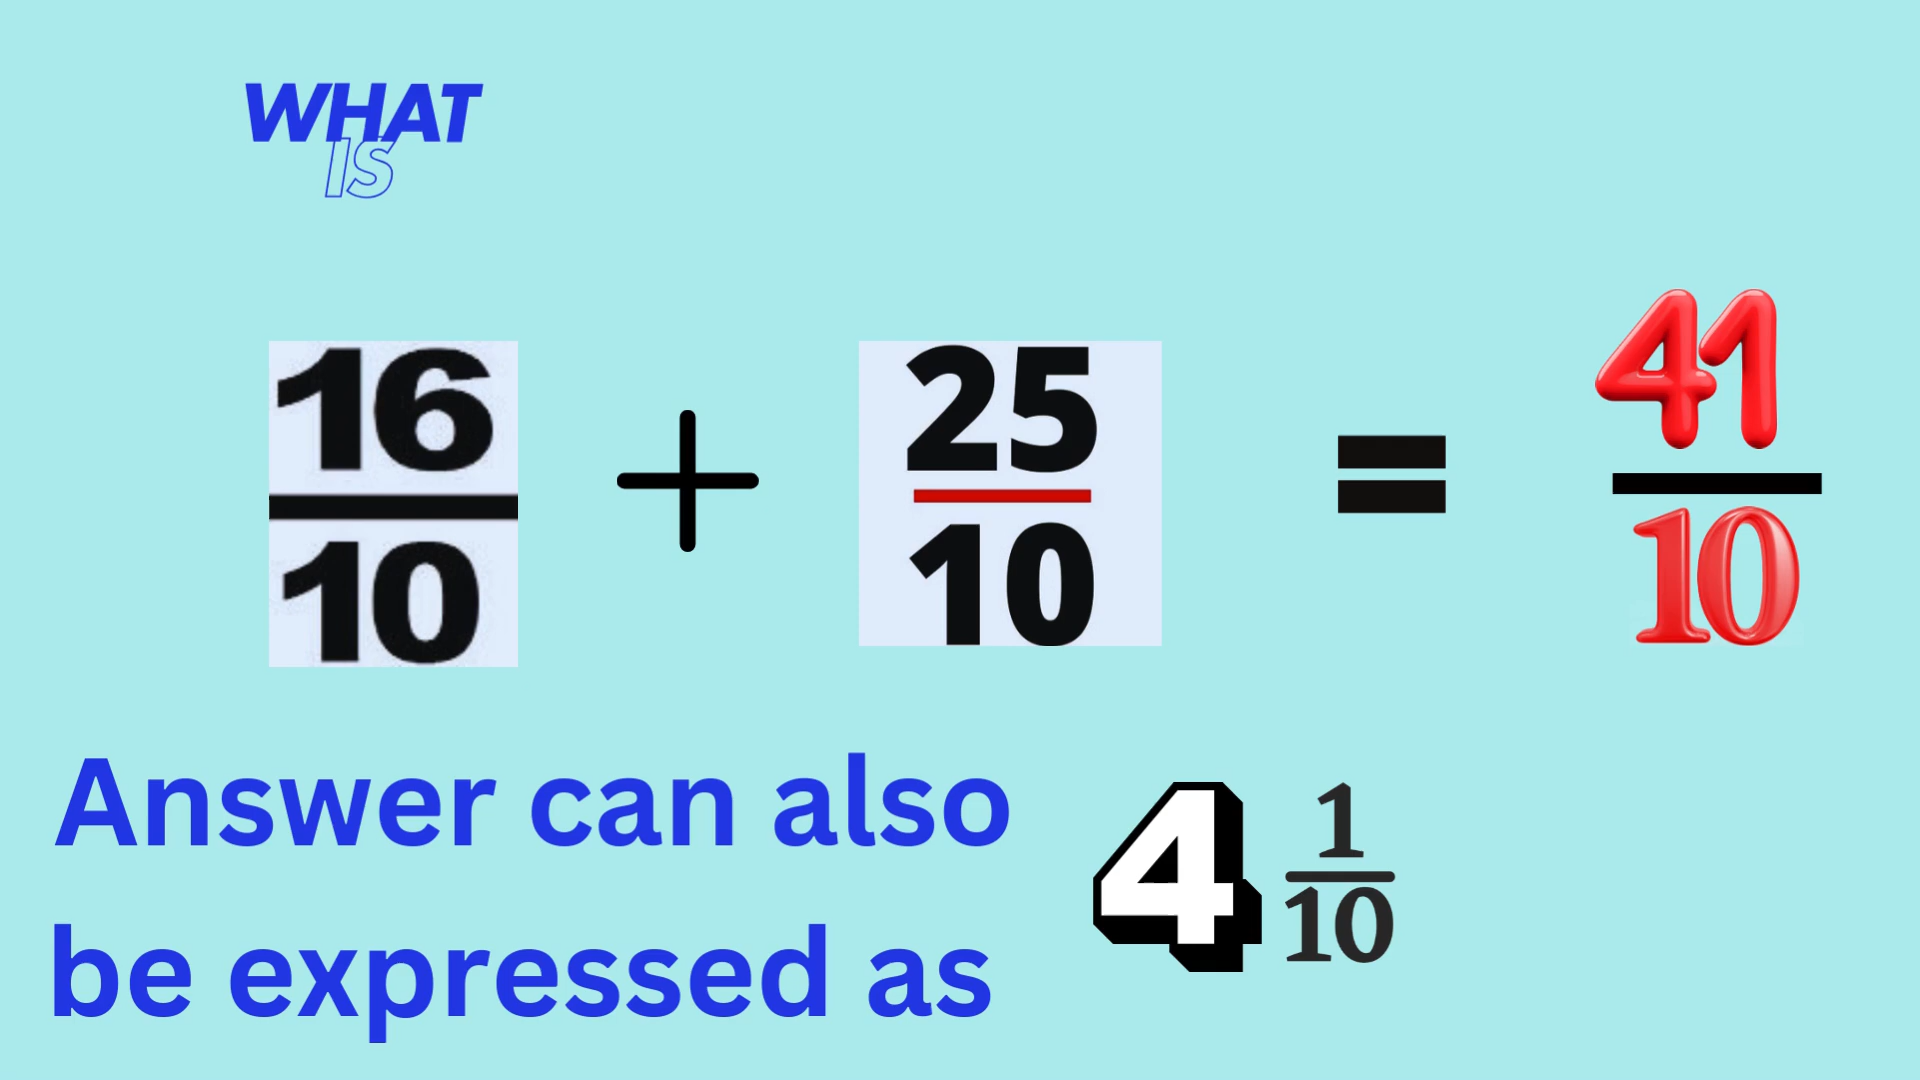 WHAT
IS
16/10 + 25/10 = 41/10
Answer can also
be expressed as 4 1/10